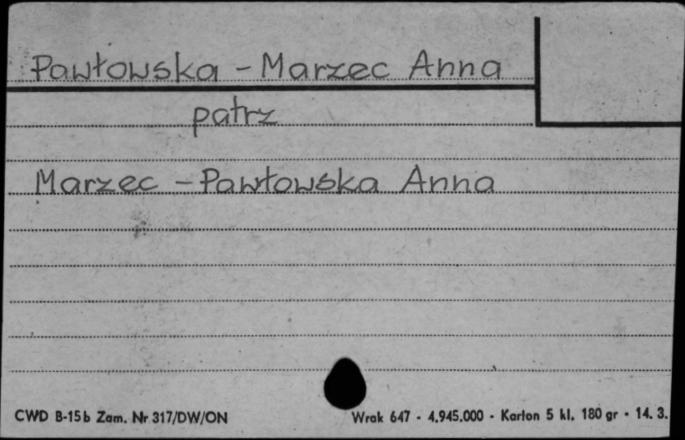 Pawłowska - Marzec Anna
patrz
Marzec - Pawłowska Anna
CWD B-15b Zam. Nr 317/DW/ON Wrak 647 - 4.945.000 - Karton 5 kl. 180 gr - 14. 3.